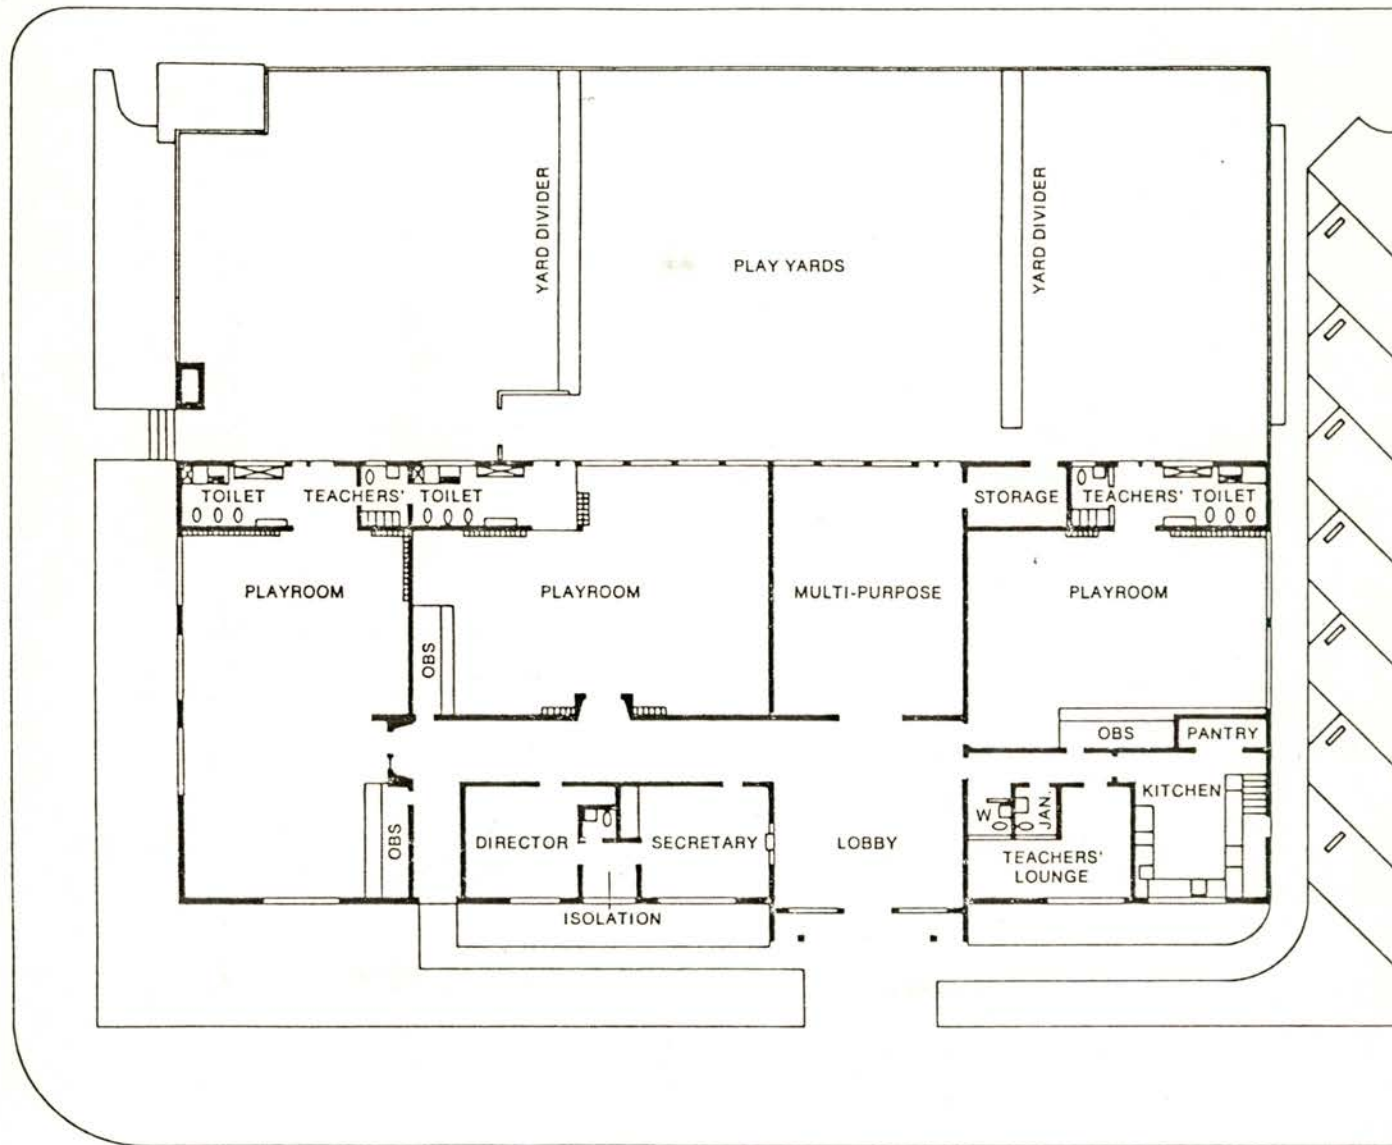 YARD DIVIDER
PLAY YARDS
YARD DIVIDER
TOILET
TEACHERS'
TOILET
STORAGE
TEACHERS'
TOILET
PLAYROOM
PLAYROOM
MULTI-PURPOSE
PLAYROOM
OBS
OBS
PANTRY
KITCHEN
OBS
DIRECTOR
SECRETARY
LOBBY
W
JAN.
TEACHERS'
LOUNGE
ISOLATION